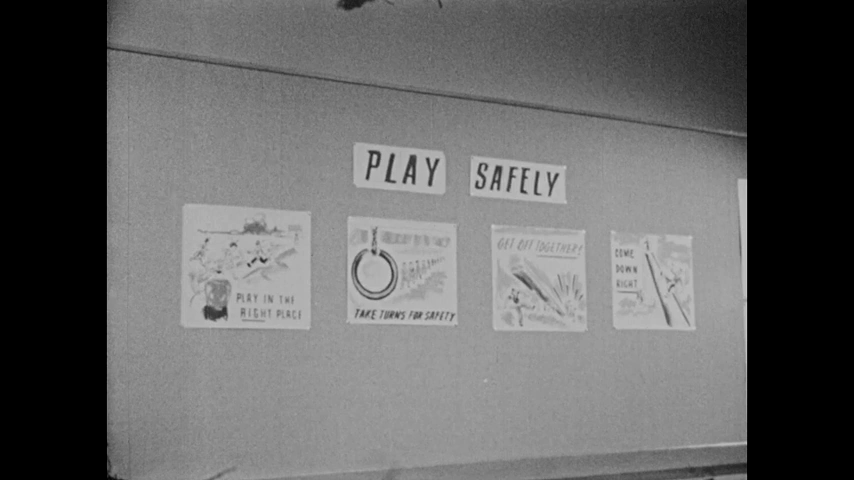 PLAY SAFELY
PLAY IN THE
RIGHT PLACE
TAKE TURNS FOR SAFETY
GET OFF TOGETHER!
COME
DOWN
RIGHT